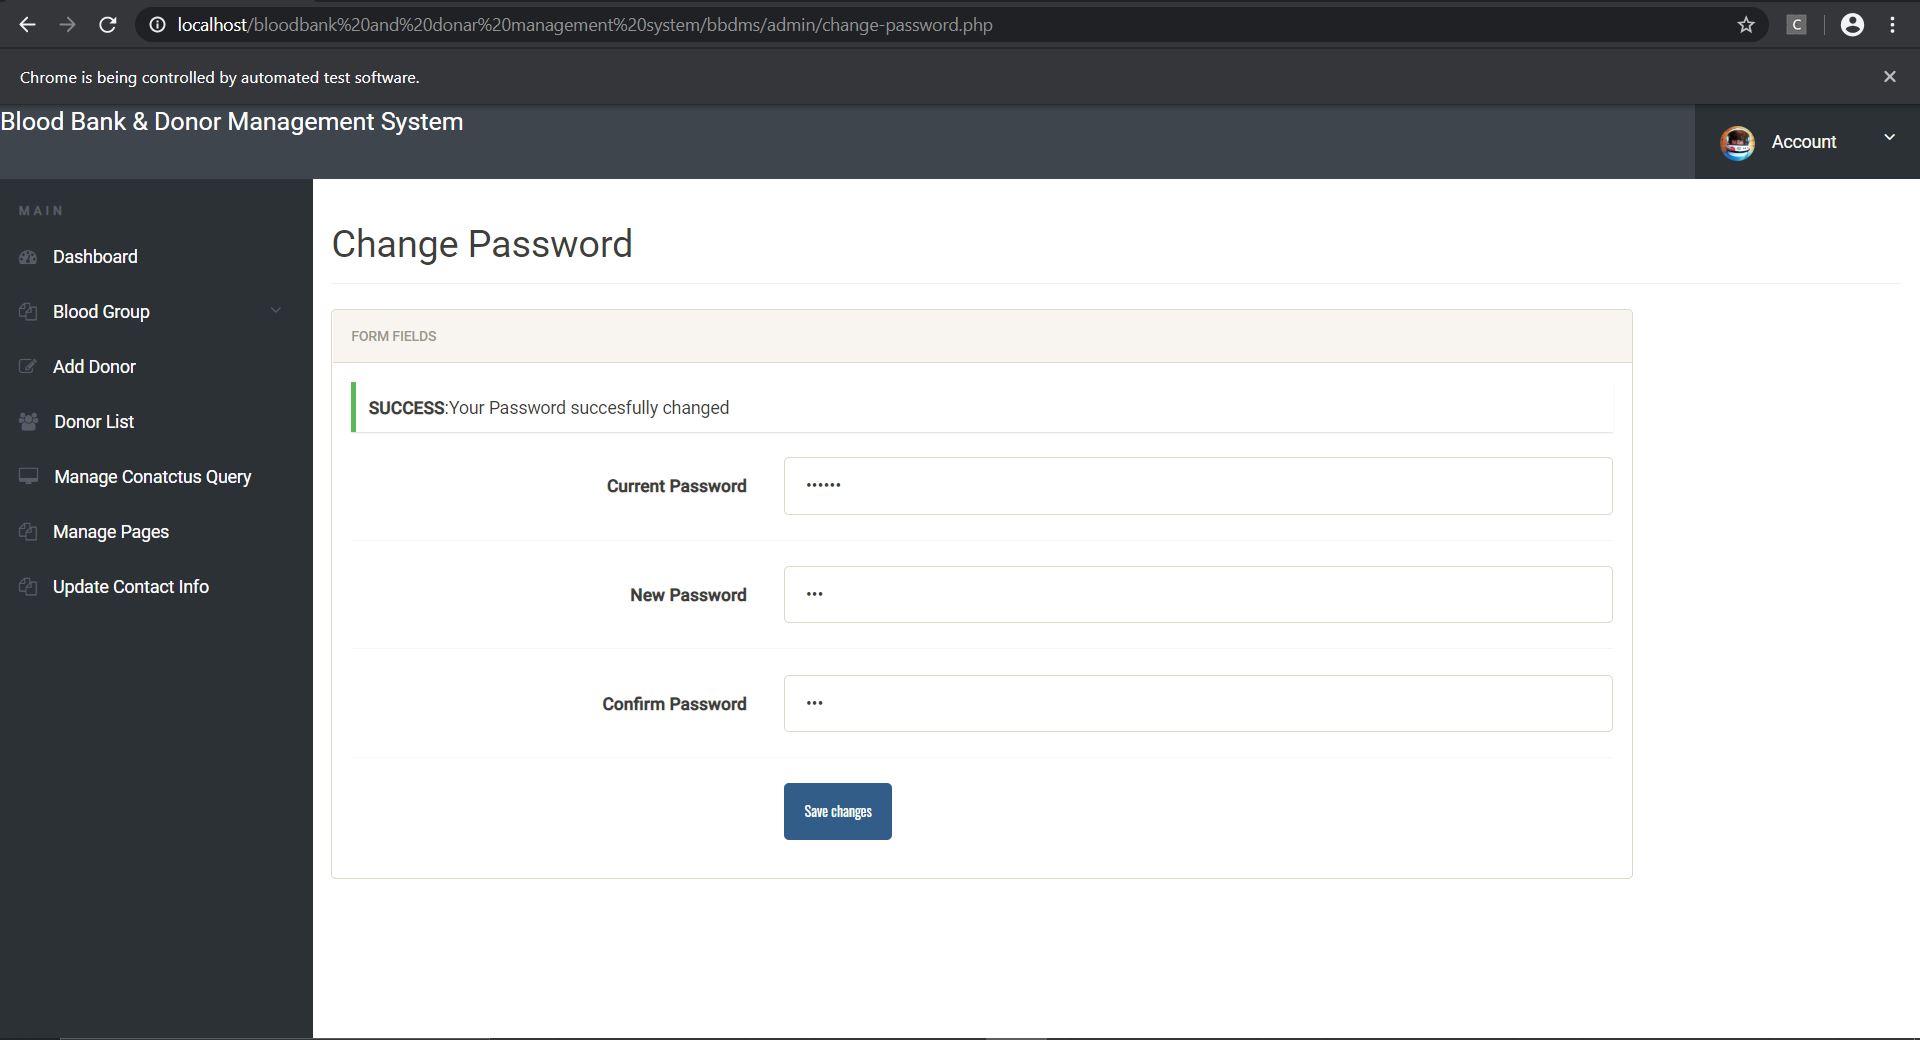 localhost/bloodbank%20and%20donar%20management%20system/bbdms/admin/change-password.php
C
Chrome is being controlled by automated test software.
Blood Bank & Donor Management System
Account
MAIN
Dashboard
Blood Group
Add Donor
Donor List
Manage Conatctus Query
Manage Pages
Update Contact Info
Change Password
FORM FIELDS
SUCCESS:Your Password succesfully changed
Current Password ••••••
New Password •••
Confirm Password •••
Save changes